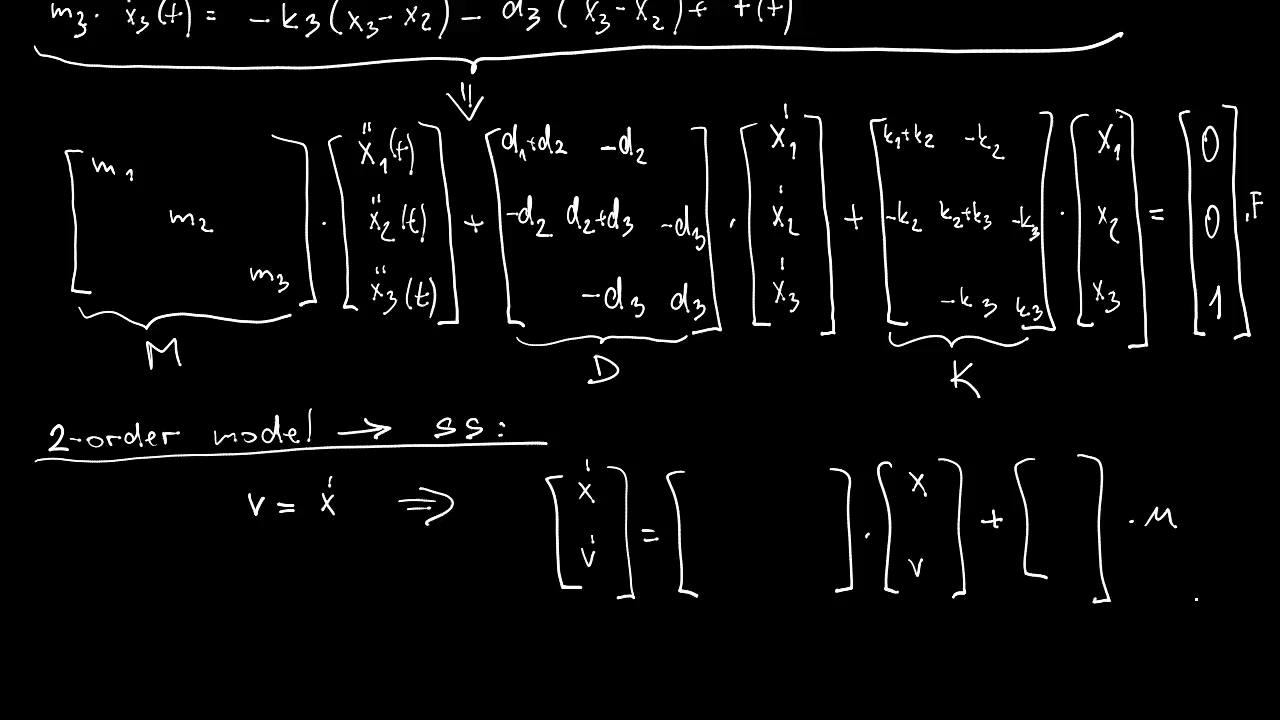 m₃· ẍ₃(t) = -k₃(x₃-x₂) - d₃(ẋ₃-ẋ₂)+ F(t)
⇓
[m₁ ; m₂ ; m₃] · [ẍ₁(t) ; ẍ₂(t) ; ẍ₃(t)] + [d₁+d₂ -d₂ ; -d₂ d₂+d₃ -d₃ ; -d₃ d₃] · [ẋ₁ ; ẋ₂ ; ẋ₃] + [k₁+k₂ -k₂ ; -k₂ k₂+k₃ -k₃ ; -k₃ k₃] · [x₁ ; x₂ ; x₃] = [0 ; 0 ; 1] .F
M D K
2-order model → ss:
v = ẋ ⇒ [ẋ ; v̇] = [ ] · [x ; v] + [ ] · u